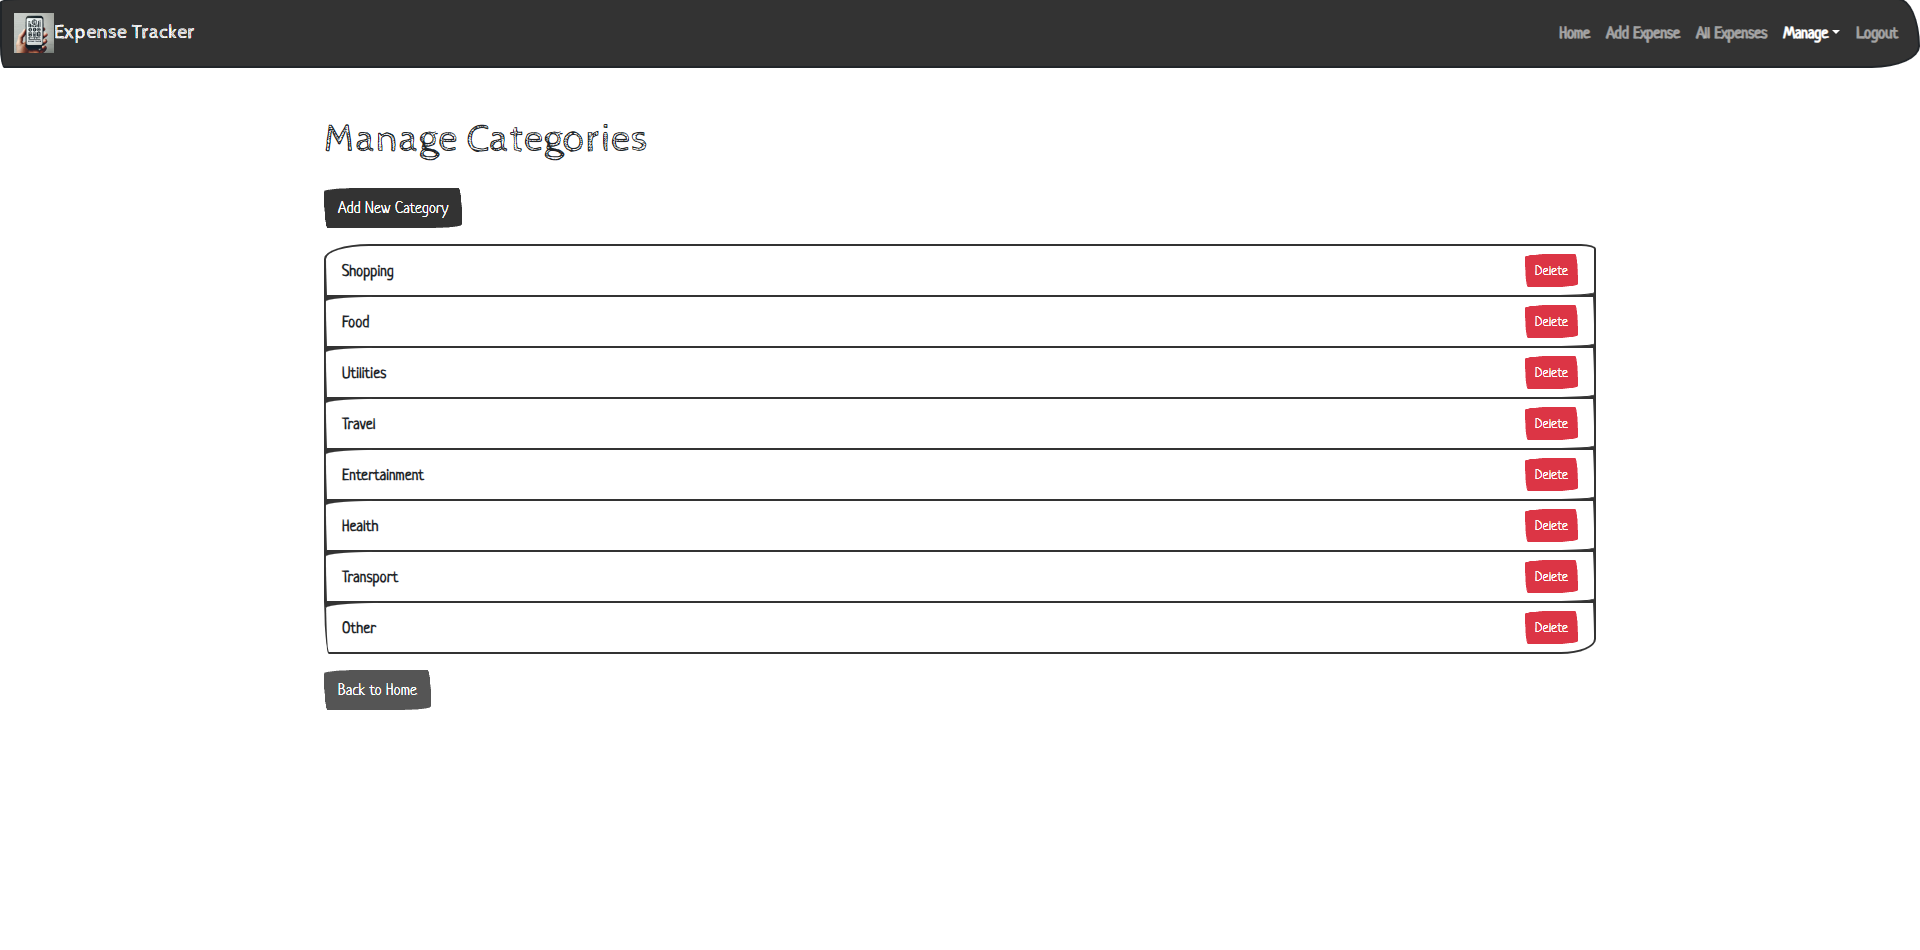 Expense Tracker
Home Add Expense All Expenses Manage Logout
Manage Categories
Add New Category
Shopping Delete
Food Delete
Utilities Delete
Travel Delete
Entertainment Delete
Health Delete
Transport Delete
Other Delete
Back to Home